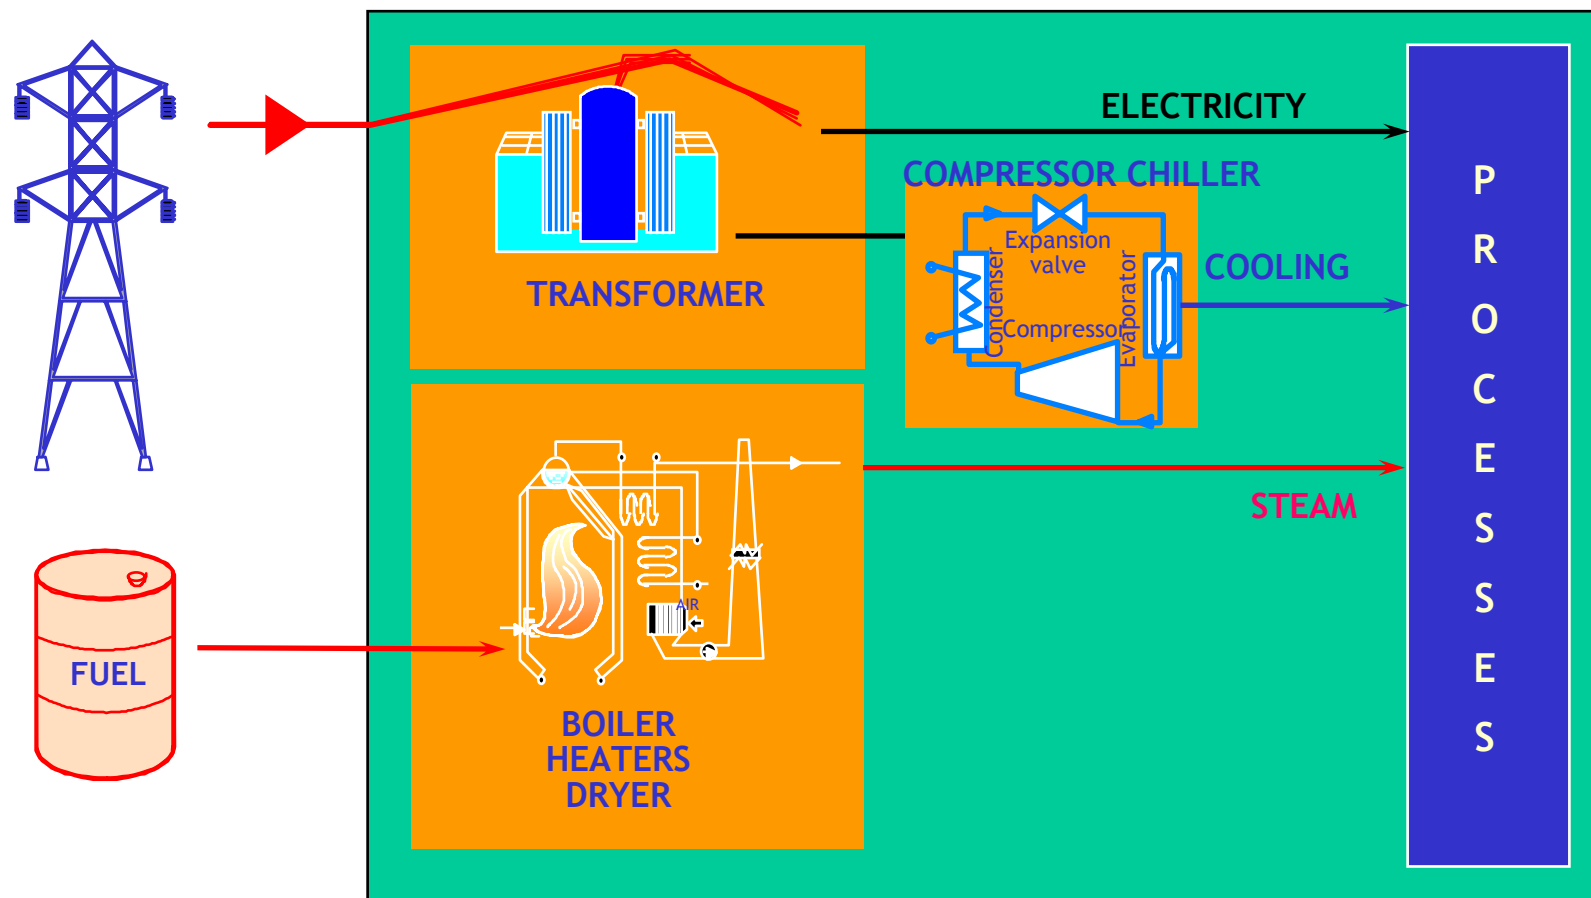 ELECTRICITY
COMPRESSOR CHILLER
Expansion
valve
Condenser
Evaporator
Compressor
COOLING
TRANSFORMER
STEAM
AIR
FUEL
BOILER
HEATERS
DRYER
P
R
O
C
E
S
S
E
S